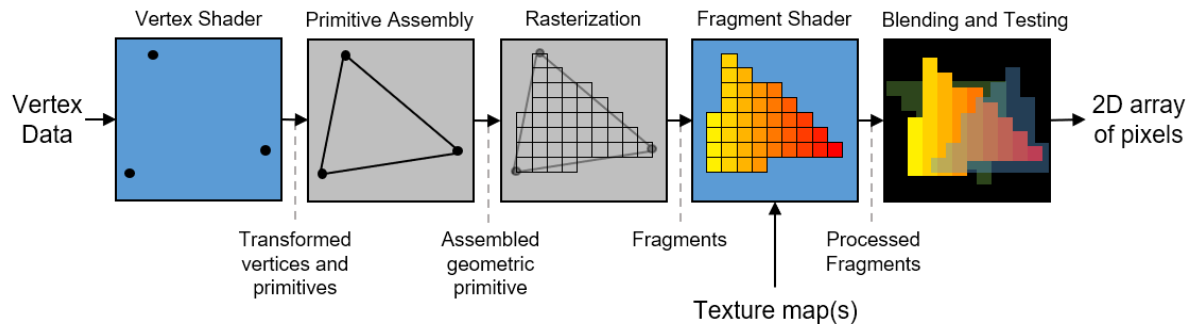 Vertex Shader
Primitive Assembly
Rasterization
Fragment Shader
Blending and Testing
Vertex
Data
2D array
of pixels
Transformed
vertices and
primitives
Assembled
geometric
primitive
Fragments
Processed
Fragments
Texture map(s)